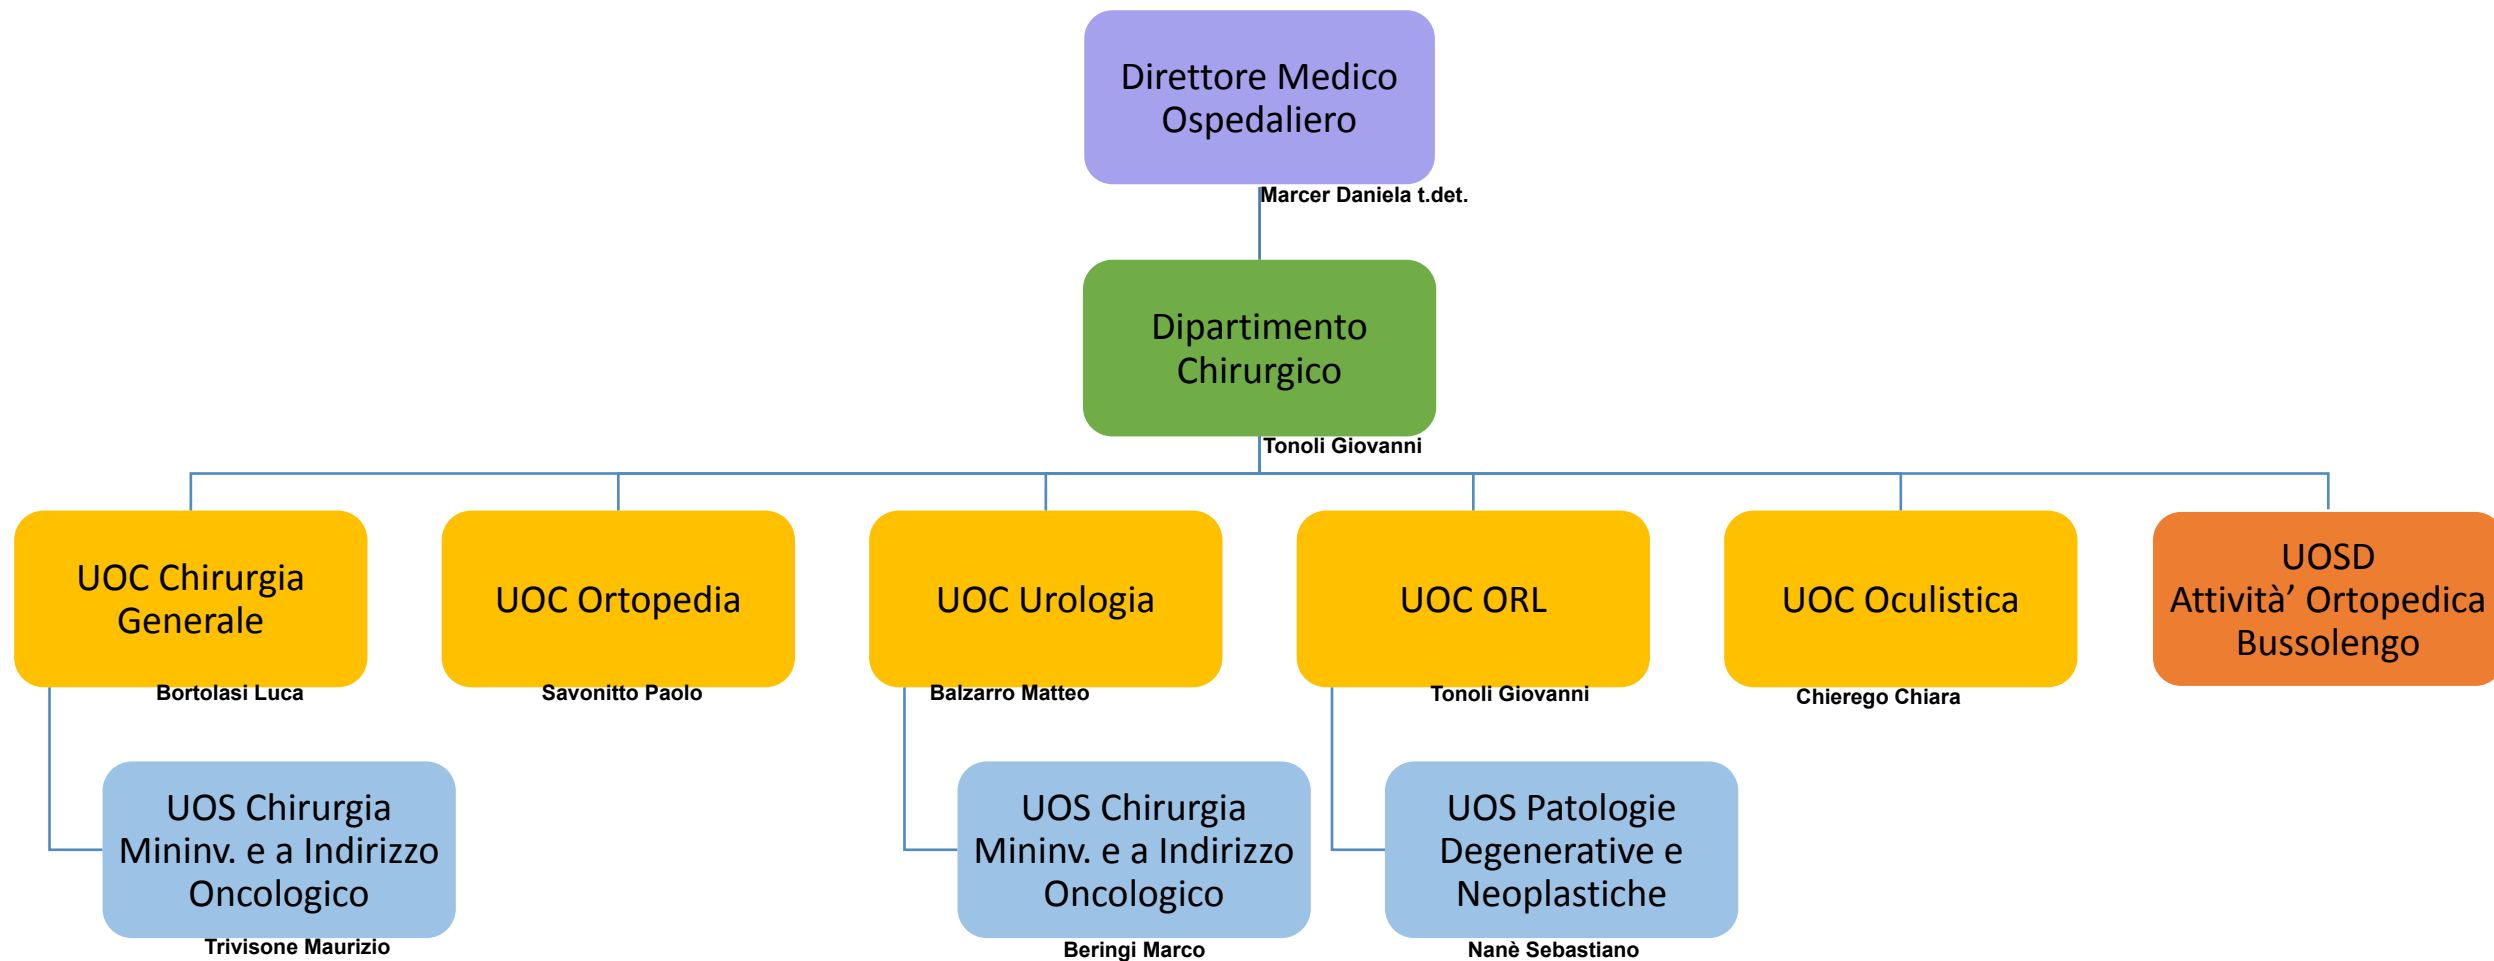 Direttore Medico
Ospedaliero
Marcer Daniela t.det.
Dipartimento
Chirurgico
Tonoli Giovanni
UOC Chirurgia
Generale
Bortolasi Luca
UOC Ortopedia
Savonitto Paolo
UOC Urologia
Balzarro Matteo
UOC ORL
Tonoli Giovanni
UOC Oculistica
Chierego Chiara
UOSD
Attività’ Ortopedica
Bussolengo
UOS Chirurgia
Mininv. e a Indirizzo
Oncologico
Trivisone Maurizio
UOS Chirurgia
Mininv. e a Indirizzo
Oncologico
Beringi Marco
UOS Patologie
Degenerative e
Neoplastiche
Nanè Sebastiano